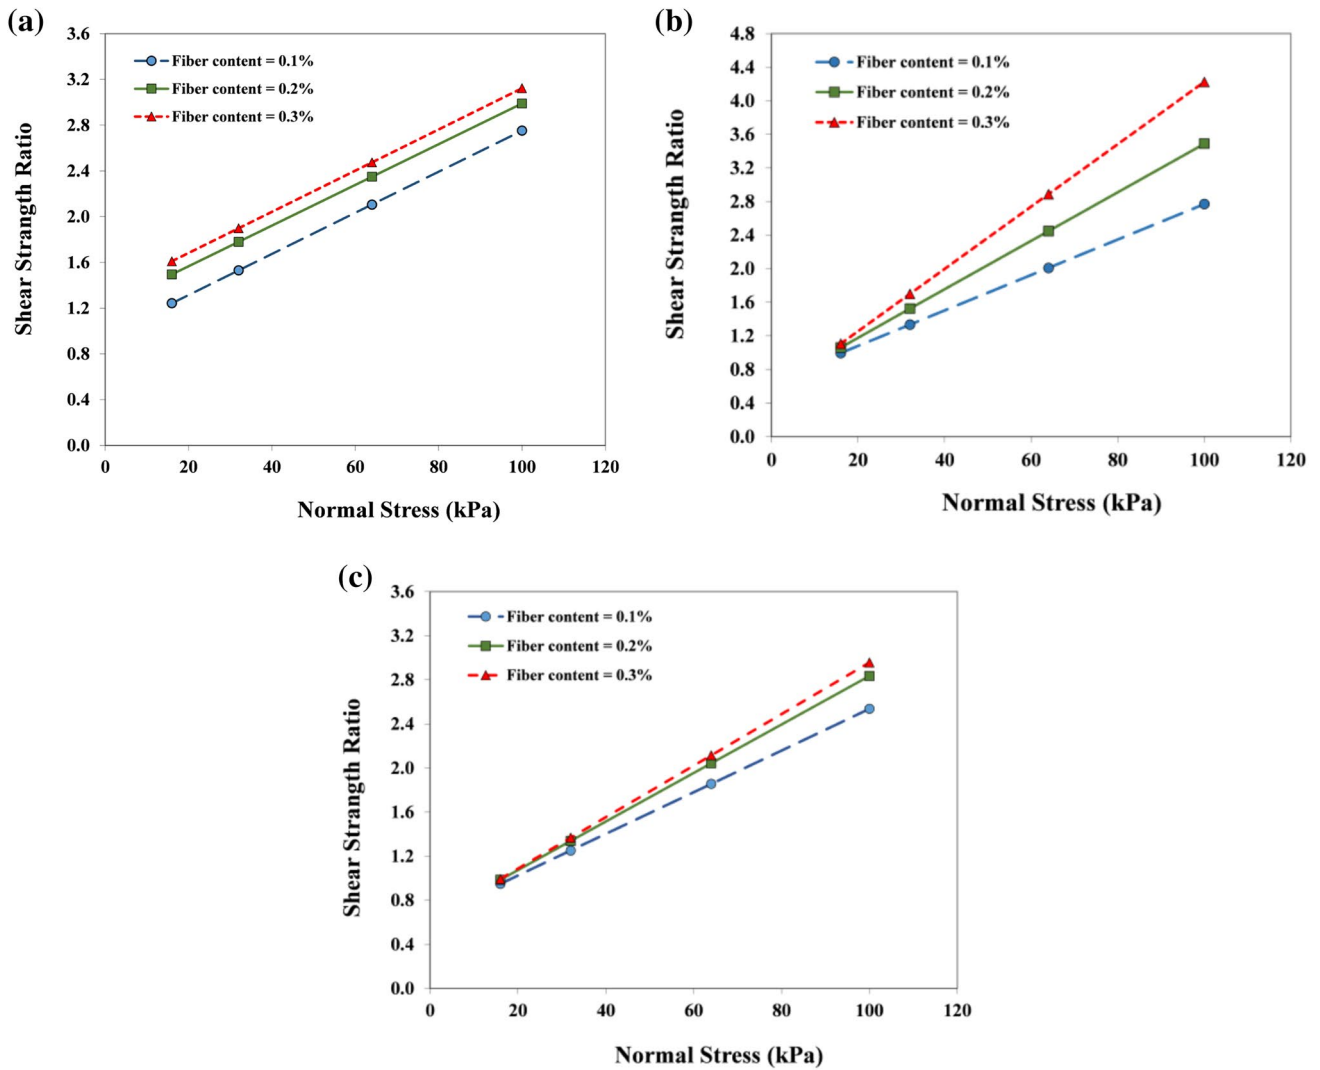 (a)
3.6
3.2
2.8
2.4
2.0
1.6
1.2
0.8
0.4
0.0
Shear Strangth Ratio
Fiber content = 0.1%
Fiber content = 0.2%
Fiber content = 0.3%
0 20 40 60 80 100 120
Normal Stress (kPa)
(b)
4.8
4.4
4.0
3.6
3.2
2.8
2.4
2.0
1.6
1.2
0.8
0.4
0.0
Shear Strangth Ratio
Fiber content = 0.1%
Fiber content = 0.2%
Fiber content = 0.3%
0 20 40 60 80 100 120
Normal Stress (kPa)
(c)
3.6
3.2
2.8
2.4
2.0
1.6
1.2
0.8
0.4
0.0
Shear Strangth Ratio
Fiber content = 0.1%
Fiber content = 0.2%
Fiber content = 0.3%
0 20 40 60 80 100 120
Normal Stress (kPa)